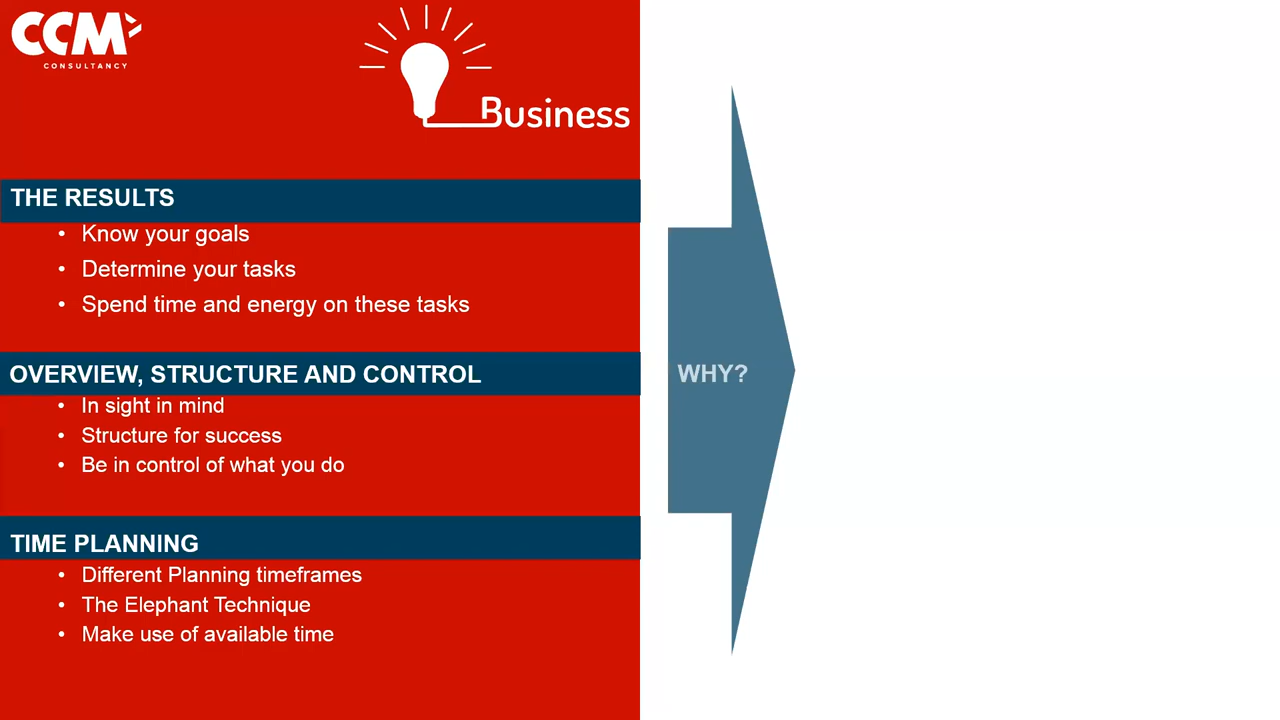 CCM
CONSULTANCY
Business
THE RESULTS
• Know your goals
• Determine your tasks
• Spend time and energy on these tasks
OVERVIEW, STRUCTURE AND CONTROL
• In sight in mind
• Structure for success
• Be in control of what you do
TIME PLANNING
• Different Planning timeframes
• The Elephant Technique
• Make use of available time
WHY?